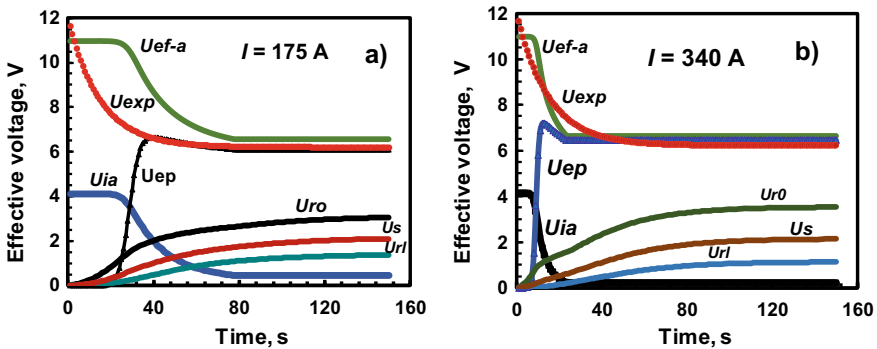 12
10
8
6
4
2
0
Effective voltage, V
0 40 80 120 160
Time, s
I = 175 A
a)
Uef-a
Uexp
Uia
Uep
Uro
Us
Url
12
10
8
6
4
2
0
Effective voltage, V
0 40 80 120 160
Time, s
I = 340 A
b)
Uef-a
Uexp
Uep
Uia
Ur0
Us
Url